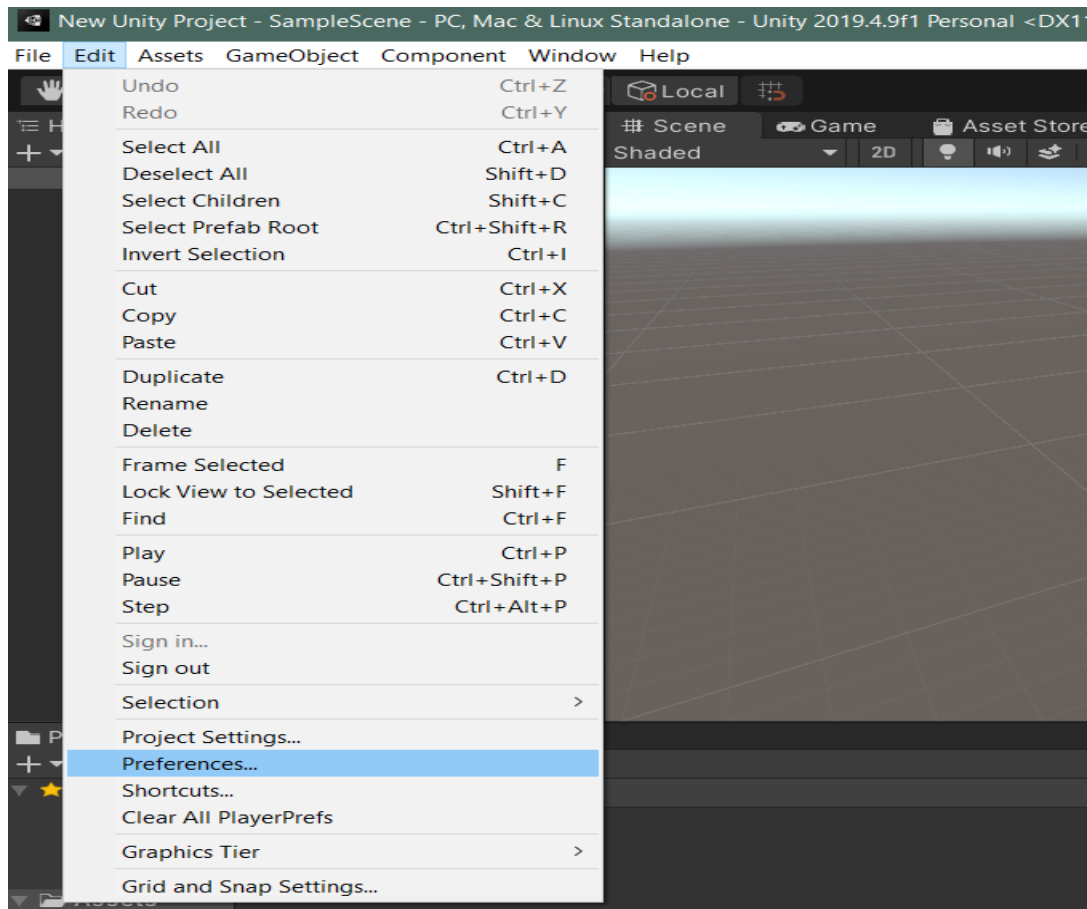 New Unity Project - SampleScene - PC, Mac & Linux Standalone - Unity 2019.4.9f1 Personal <DX11
File Edit Assets GameObject Component Window Help
Local
Scene Game Asset Store
Shaded 2D
Undo Ctrl+Z
Redo Ctrl+Y
Select All Ctrl+A
Deselect All Shift+D
Select Children Shift+C
Select Prefab Root Ctrl+Shift+R
Invert Selection Ctrl+I
Cut Ctrl+X
Copy Ctrl+C
Paste Ctrl+V
Duplicate Ctrl+D
Rename
Delete
Frame Selected F
Lock View to Selected Shift+F
Find Ctrl+F
Play Ctrl+P
Pause Ctrl+Shift+P
Step Ctrl+Alt+P
Sign in...
Sign out
Selection >
Project Settings...
Preferences...
Shortcuts...
Clear All PlayerPrefs
Graphics Tier >
Grid and Snap Settings...